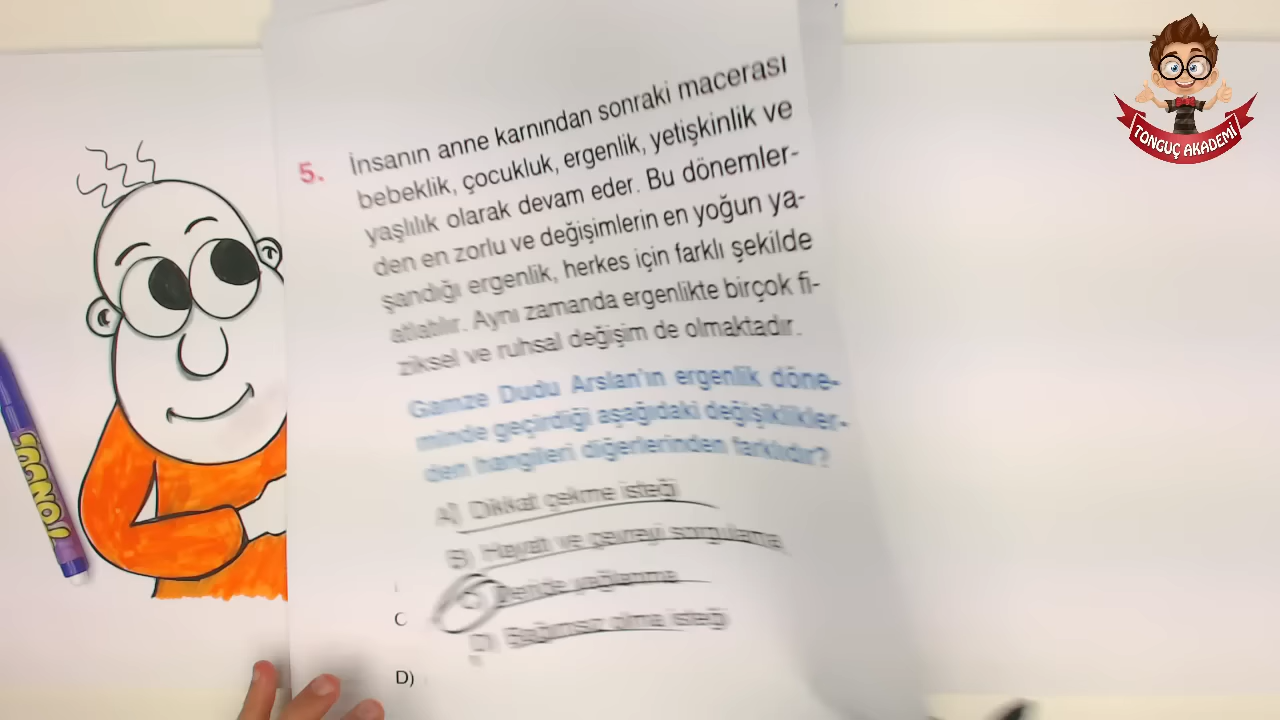 TONGUÇ AKADEMİ
5. İnsanın anne karnından sonraki macerası
bebeklik, çocukluk, ergenlik, yetişkinlik ve
yaşlılık olarak devam eder. Bu dönemler-
den en zorlu ve değişimlerin en yoğun ya-
şandığı ergenlik, herkes için farklı şekilde
atlatılır. Aynı zamanda ergenlikte birçok fi-
ziksel ve ruhsal değişim de olmaktadır.
Gamze Dudu Arslan'ın ergenlik döne-
minde geçirdiği aşağıdaki değişiklikler-
den hangileri diğerlerinden farklıdır?
A) Dikkat çekme isteği
B) Hayatı ve çevreyi sorgulama
C) Deride yağlanma
D) Bağımsız olma isteği
C
D)
TONGUÇ